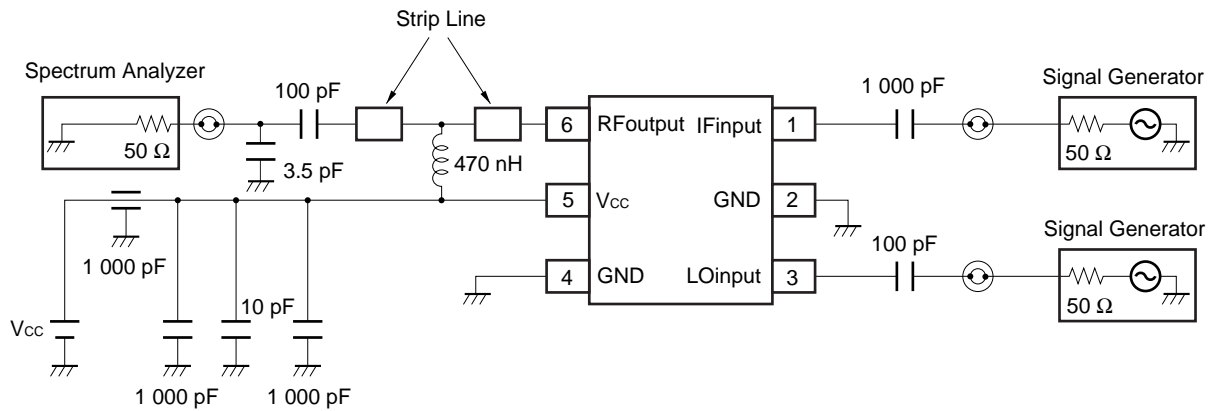 Strip Line
Spectrum Analyzer
100 pF
1 000 pF
Signal Generator
6
RFoutput
IFinput
1
50 Ω
3.5 pF
470 nH
50 Ω
5
VCC
GND
2
Signal Generator
1 000 pF
100 pF
4
GND
LOinput
3
10 pF
50 Ω
VCC
1 000 pF
1 000 pF